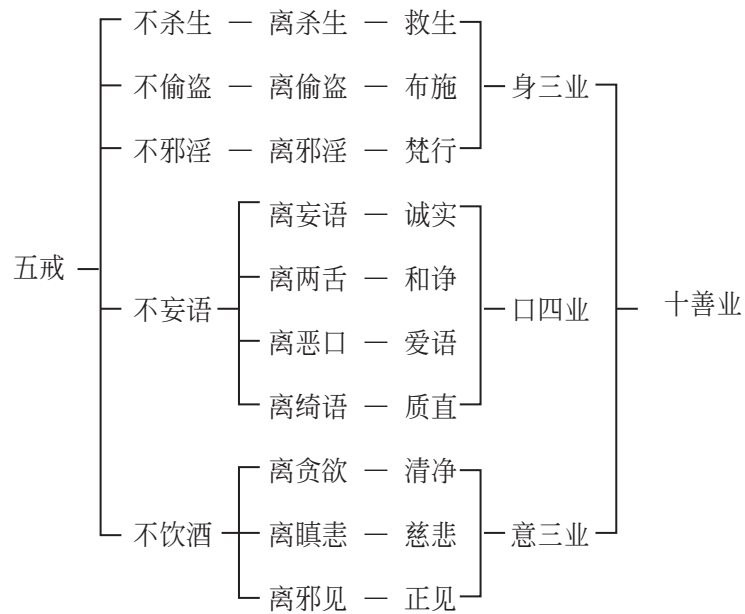 不杀生 — 离杀生 — 救生
不偷盗 — 离偷盗 — 布施 — 身三业
不邪淫 — 离邪淫 — 梵行
离妄语 — 诚实
五戒
离两舌 — 和诤
不妄语 口四业 十善业
离恶口 — 爱语
离绮语 — 质直
离贪欲 — 清净
不饮酒 离瞋恚 — 慈悲 意三业
离邪见 — 正见